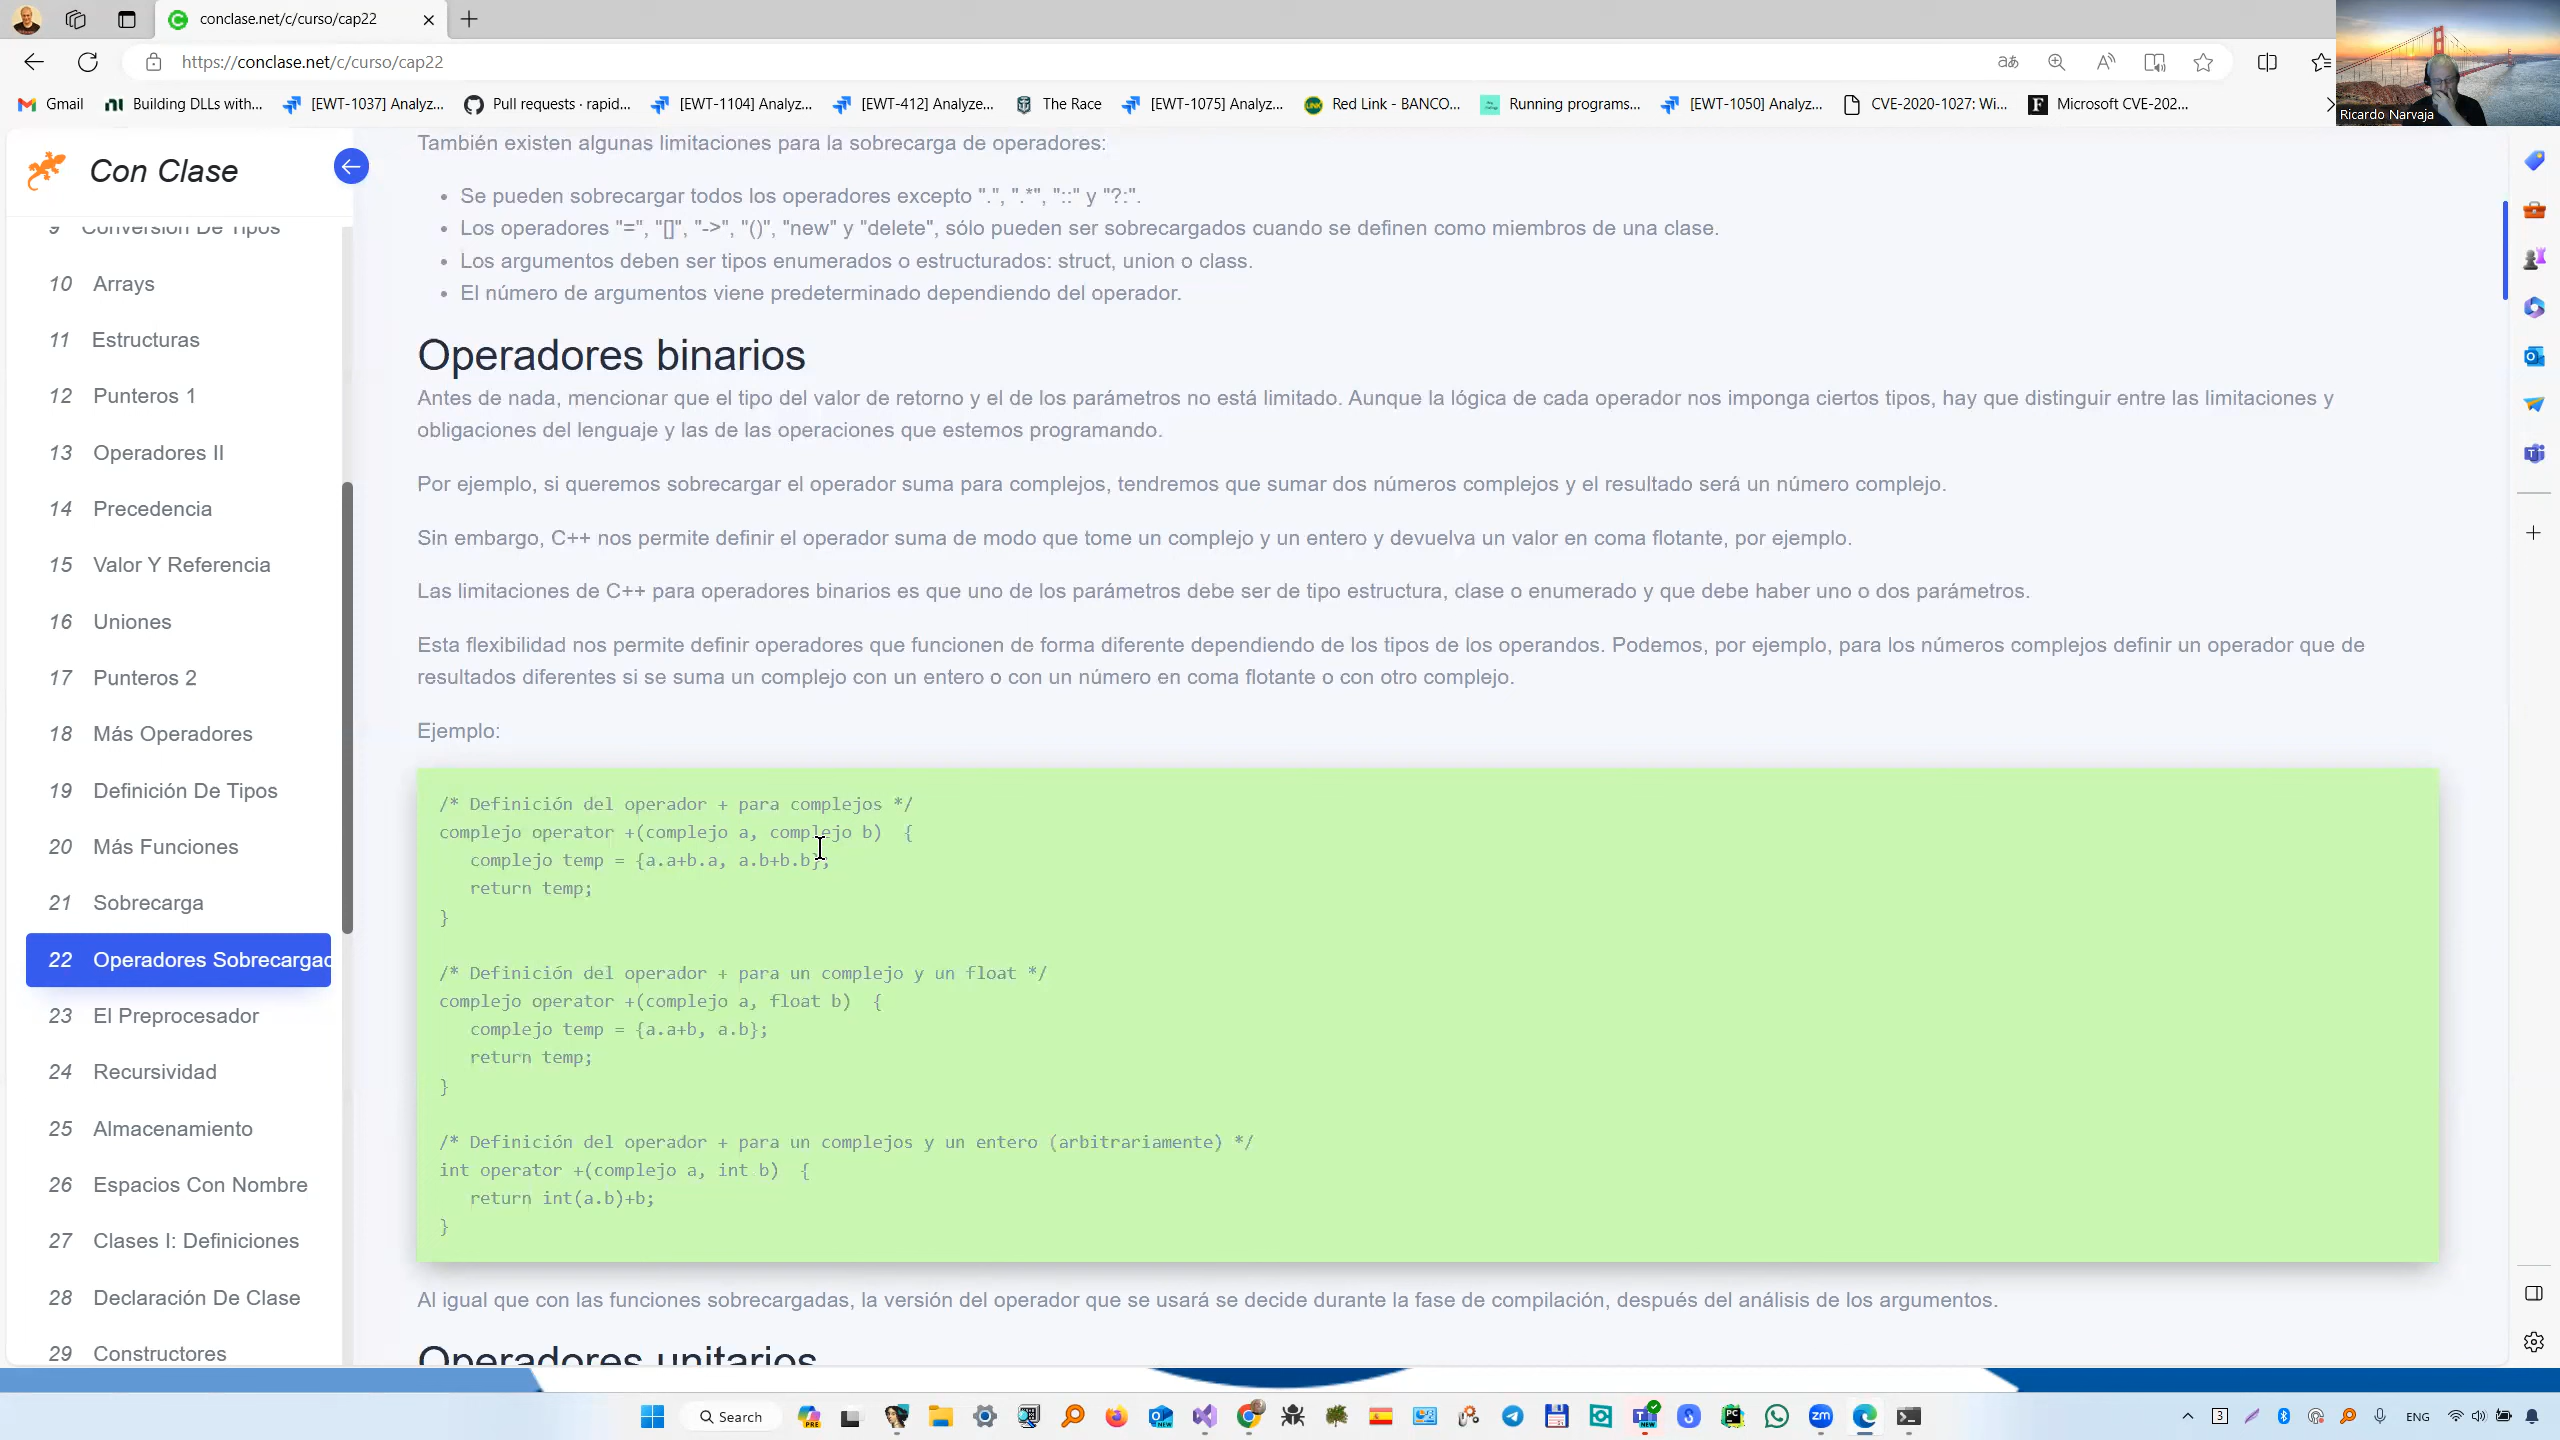 conclase.net/c/curso/cap22
https://conclase.net/c/curso/cap22
Gmail
Building DLLs with...
[EWT-1037] Analyz...
Pull requests · rapid...
[EWT-1104] Analyz...
[EWT-412] Analyze...
The Race
[EWT-1075] Analyz...
Red Link - BANCO...
Running programs...
[EWT-1050] Analyz...
CVE-2020-1027: Wi...
Microsoft CVE-202...
Ricardo Narvaja
Con Clase
9 Conversión De Tipos
10 Arrays
11 Estructuras
12 Punteros 1
13 Operadores II
14 Precedencia
15 Valor Y Referencia
16 Uniones
17 Punteros 2
18 Más Operadores
19 Definición De Tipos
20 Más Funciones
21 Sobrecarga
22 Operadores Sobrecargad
23 El Preprocesador
24 Recursividad
25 Almacenamiento
26 Espacios Con Nombre
27 Clases I: Definiciones
28 Declaración De Clase
29 Constructores
También existen algunas limitaciones para la sobrecarga de operadores:
• Se pueden sobrecargar todos los operadores excepto ".", ".*", "::" y "?:".
• Los operadores "=", "[]", "->", "()", "new" y "delete", sólo pueden ser sobrecargados cuando se definen como miembros de una clase.
• Los argumentos deben ser tipos enumerados o estructurados: struct, union o class.
• El número de argumentos viene predeterminado dependiendo del operador.
Operadores binarios
Antes de nada, mencionar que el tipo del valor de retorno y el de los parámetros no está limitado. Aunque la lógica de cada operador nos imponga ciertos tipos, hay que distinguir entre las limitaciones y
obligaciones del lenguaje y las de las operaciones que estemos programando.
Por ejemplo, si queremos sobrecargar el operador suma para complejos, tendremos que sumar dos números complejos y el resultado será un número complejo.
Sin embargo, C++ nos permite definir el operador suma de modo que tome un complejo y un entero y devuelva un valor en coma flotante, por ejemplo.
Las limitaciones de C++ para operadores binarios es que uno de los parámetros debe ser de tipo estructura, clase o enumerado y que debe haber uno o dos parámetros.
Esta flexibilidad nos permite definir operadores que funcionen de forma diferente dependiendo de los tipos de los operandos. Podemos, por ejemplo, para los números complejos definir un operador que de
resultados diferentes si se suma un complejo con un entero o con un número en coma flotante o con otro complejo.
Ejemplo:
/* Definición del operador + para complejos */
complejo operator +(complejo a, complejo b) {
complejo temp = {a.a+b.a, a.b+b.b};
return temp;
}
/* Definición del operador + para un complejo y un float */
complejo operator +(complejo a, float b) {
complejo temp = {a.a+b, a.b};
return temp;
}
/* Definición del operador + para un complejos y un entero (arbitrariamente) */
int operator +(complejo a, int b) {
return int(a.b)+b;
}
Al igual que con las funciones sobrecargadas, la versión del operador que se usará se decide durante la fase de compilación, después del análisis de los argumentos.
Operadores unitarios
Search
ENG